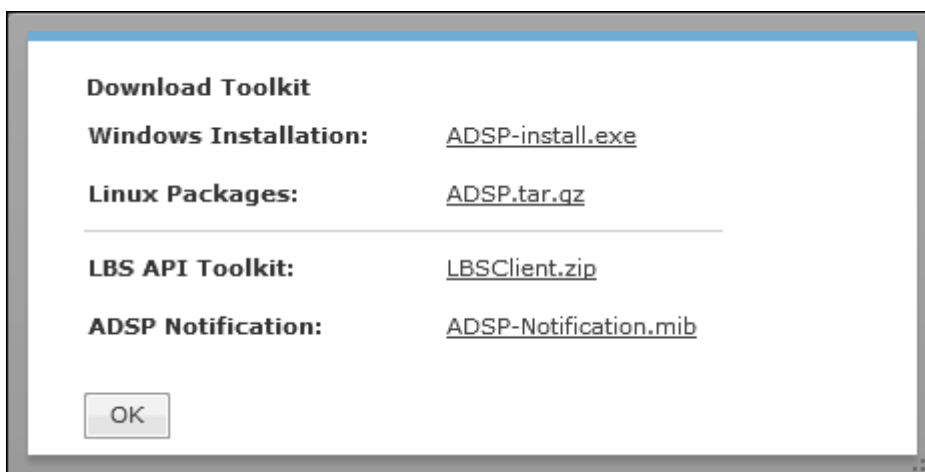 Download Toolkit
Windows Installation: ADSP-install.exe
Linux Packages: ADSP.tar.gz
LBS API Toolkit: LBSClient.zip
ADSP Notification: ADSP-Notification.mib
OK